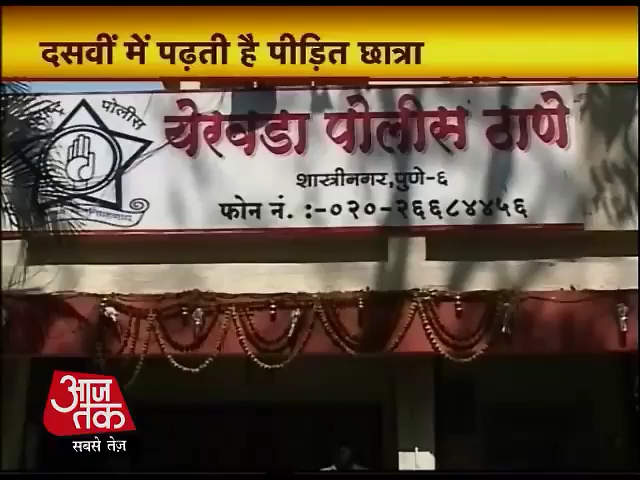 दसवीं में पढ़ती है पीड़ित छात्रा
पोलीस
येरवडा पोलीस ठाणे
शास्त्रीनगर,पुणे-६
फोन नं. :-०२०-२६६८४४५६
आज तक
सबसे तेज़